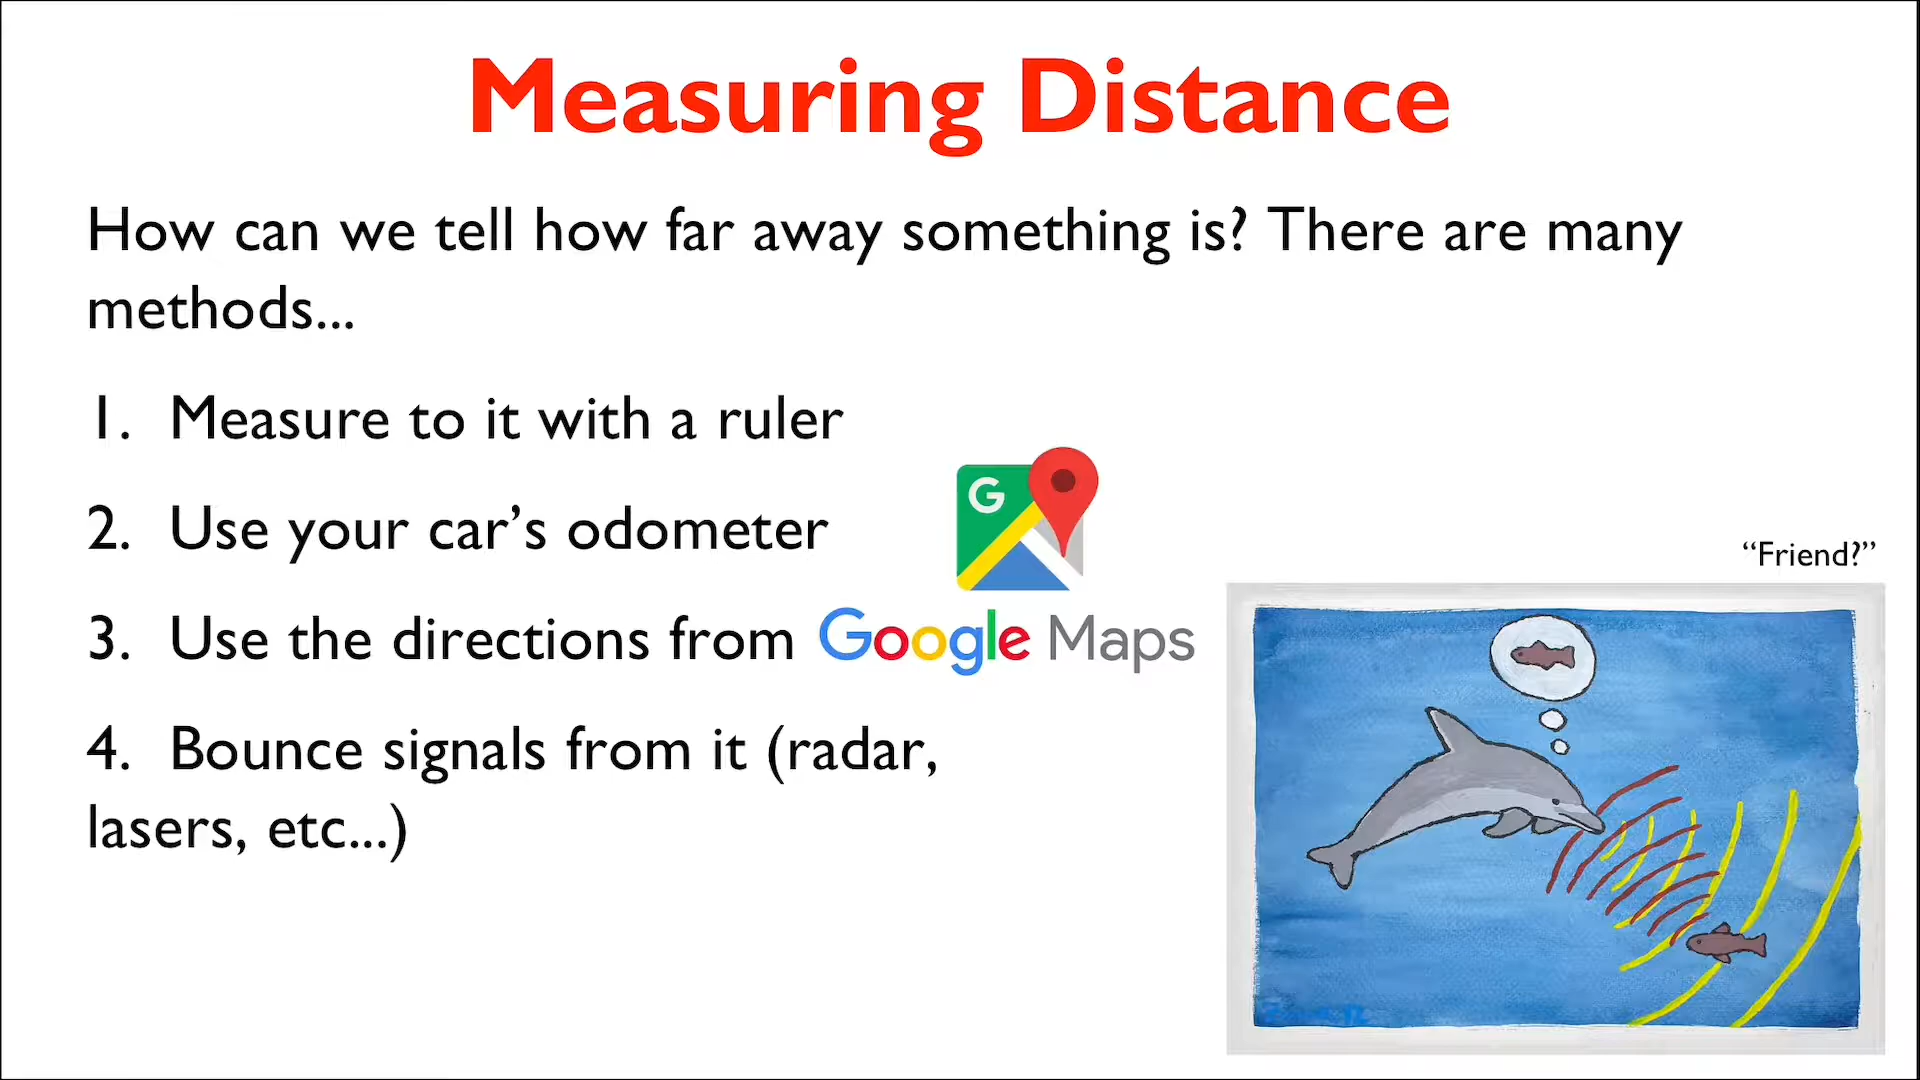 Measuring Distance
How can we tell how far away something is? There are many
methods...
1. Measure to it with a ruler
2. Use your car’s odometer
G
3. Use the directions from Google Maps
4. Bounce signals from it (radar,
lasers, etc...)
“Friend?”